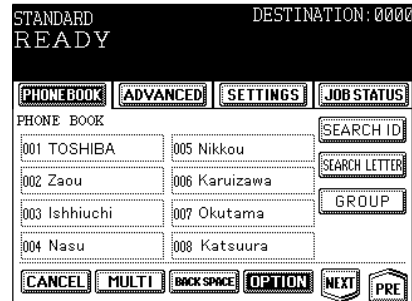 STANDARD DESTINATION:0000
READY
PHONE BOOK ADVANCED SETTINGS JOB STATUS
PHONE BOOK
SEARCH ID
001 TOSHIBA 005 Nikkou
SEARCH LETTER
002 Zaou 006 Karuizawa
GROUP
003 Ishhiuchi 007 Okutama
004 Nasu 008 Katsuura
CANCEL MULTI BACK SPACE OPTION NEXT PRE